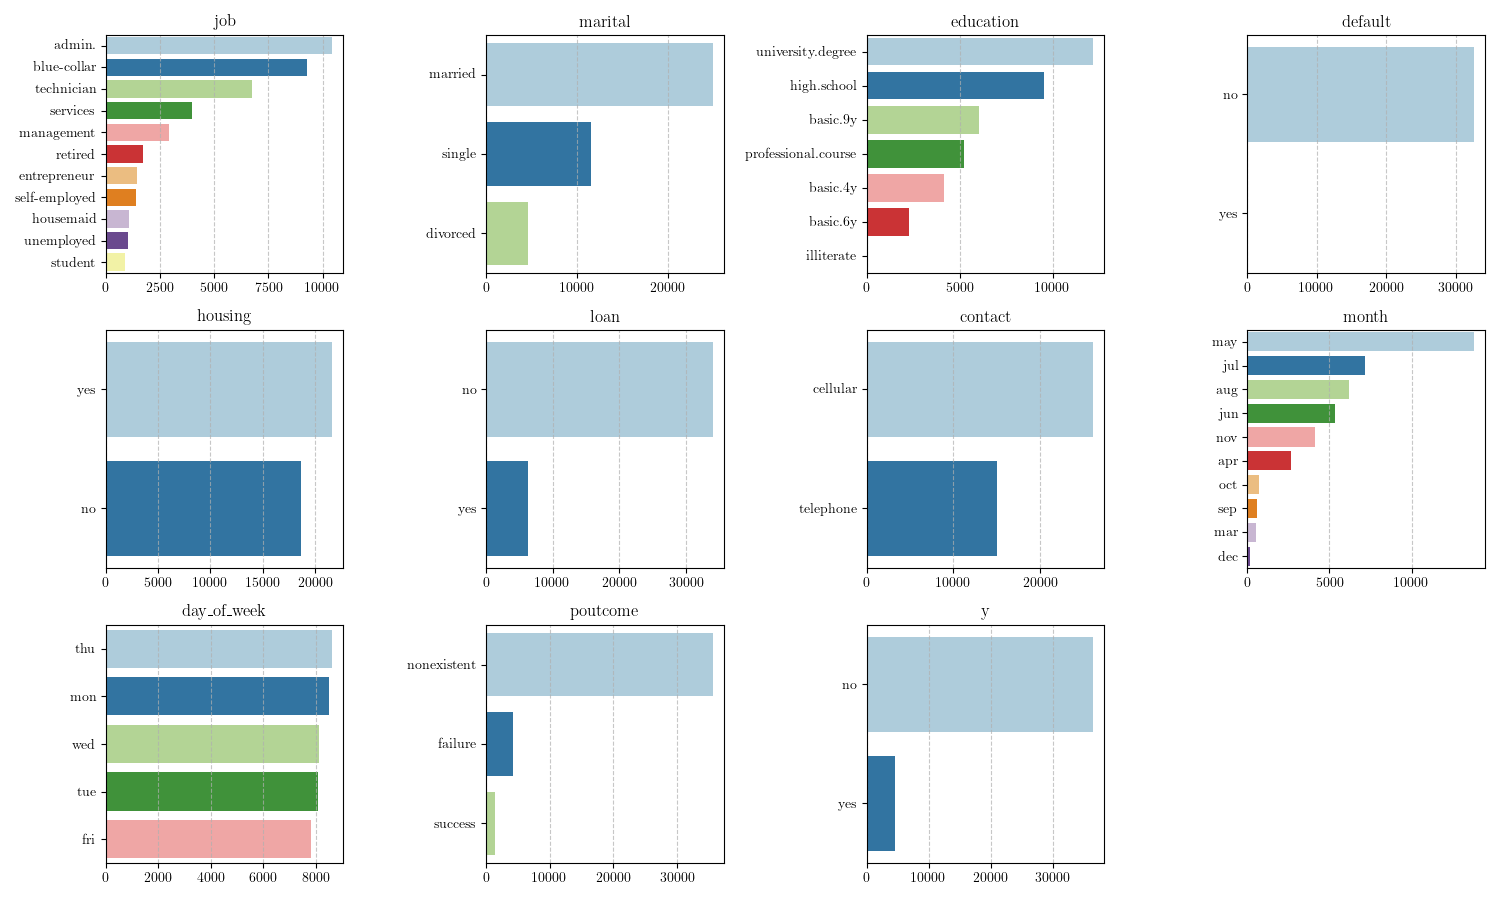 job
admin.
blue-collar
technician
services
management
retired
entrepreneur
self-employed
housemaid
unemployed
student
0 2500 5000 7500 10000
marital
married
single
divorced
0 10000 20000
education
university.degree
high.school
basic.9y
professional.course
basic.4y
basic.6y
illiterate
0 5000 10000
default
no
yes
0 10000 20000 30000
housing
yes
no
0 5000 10000 15000 20000
loan
no
yes
0 10000 20000 30000
contact
cellular
telephone
0 10000 20000
month
may
jul
aug
jun
nov
apr
oct
sep
mar
dec
0 5000 10000
day_of_week
thu
mon
wed
tue
fri
0 2000 4000 6000 8000
poutcome
nonexistent
failure
success
0 10000 20000 30000
y
no
yes
0 10000 20000 30000